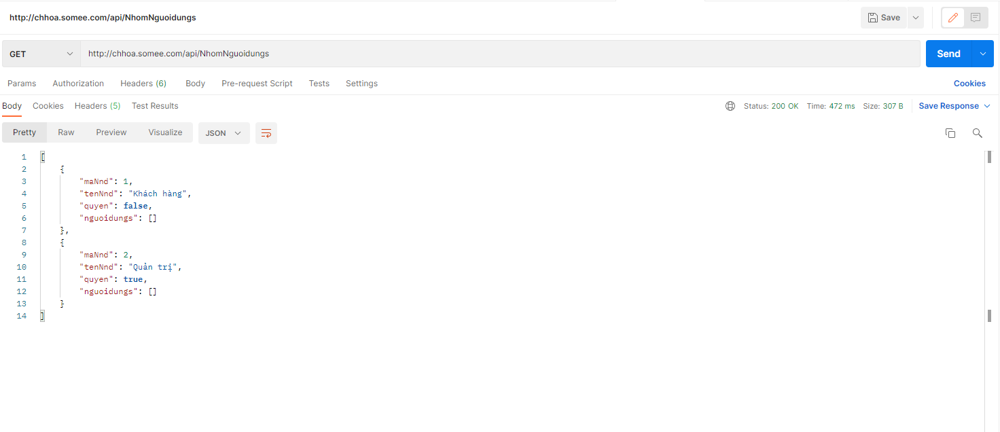 http://chhoa.somee.com/api/NhomNguoidungs
Save
GET
http://chhoa.somee.com/api/NhomNguoidungs
Send
Params Authorization Headers (6) Body Pre-request Script Tests Settings Cookies
Body Cookies Headers (5) Test Results Status: 200 OK Time: 472 ms Size: 307 B Save Response
Pretty Raw Preview Visualize JSON
1 [
2 {
3 "maNnd": 1,
4 "tenNnd": "Khách hàng",
5 "quyen": false,
6 "nguoidungs": []
7 },
8 {
9 "maNnd": 2,
10 "tenNnd": "Quản trị",
11 "quyen": true,
12 "nguoidungs": []
13 }
14 ]